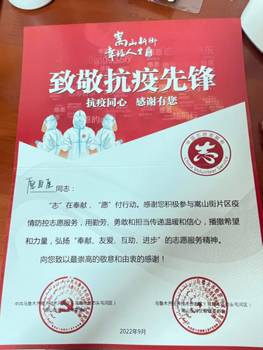 嵩山新街
幸福人家
致敬抗疫先锋
抗疫同心 感谢有您
志
同志：
“志”在奉献，“愿”付行动。感谢您积极参与嵩山街片区疫
情防控志愿服务，用勤劳、勇敢和担当传递温暖和信心，播撒希望
和力量，弘扬“奉献、友爱、互助、进步”的志愿服务精神。
向您致以最崇高的敬意和由衷的感谢！
2022年9月